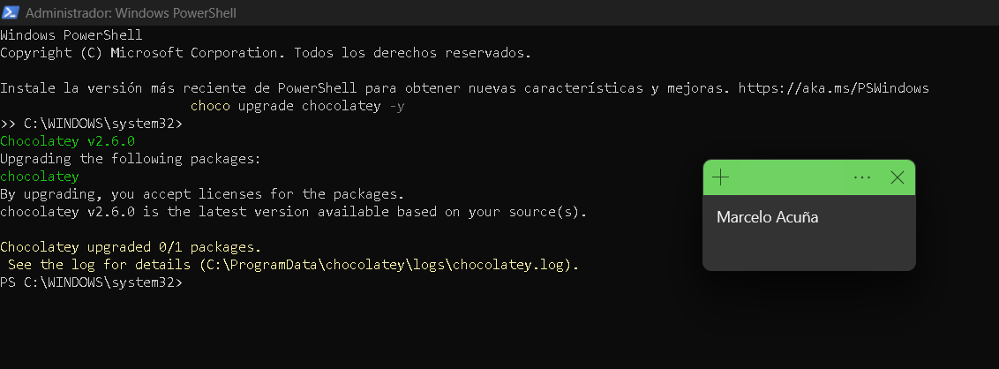 Administrador: Windows PowerShell
Windows PowerShell
Copyright (C) Microsoft Corporation. Todos los derechos reservados.
Instale la versión más reciente de PowerShell para obtener nuevas características y mejoras. https://aka.ms/PSWindows
choco upgrade chocolatey -y
>> C:\WINDOWS\system32>
Chocolatey v2.6.0
Upgrading the following packages:
chocolatey
By upgrading, you accept licenses for the packages.
chocolatey v2.6.0 is the latest version available based on your source(s).
Chocolatey upgraded 0/1 packages.
See the log for details (C:\ProgramData\chocolatey\logs\chocolatey.log).
PS C:\WINDOWS\system32>
Marcelo Acuña